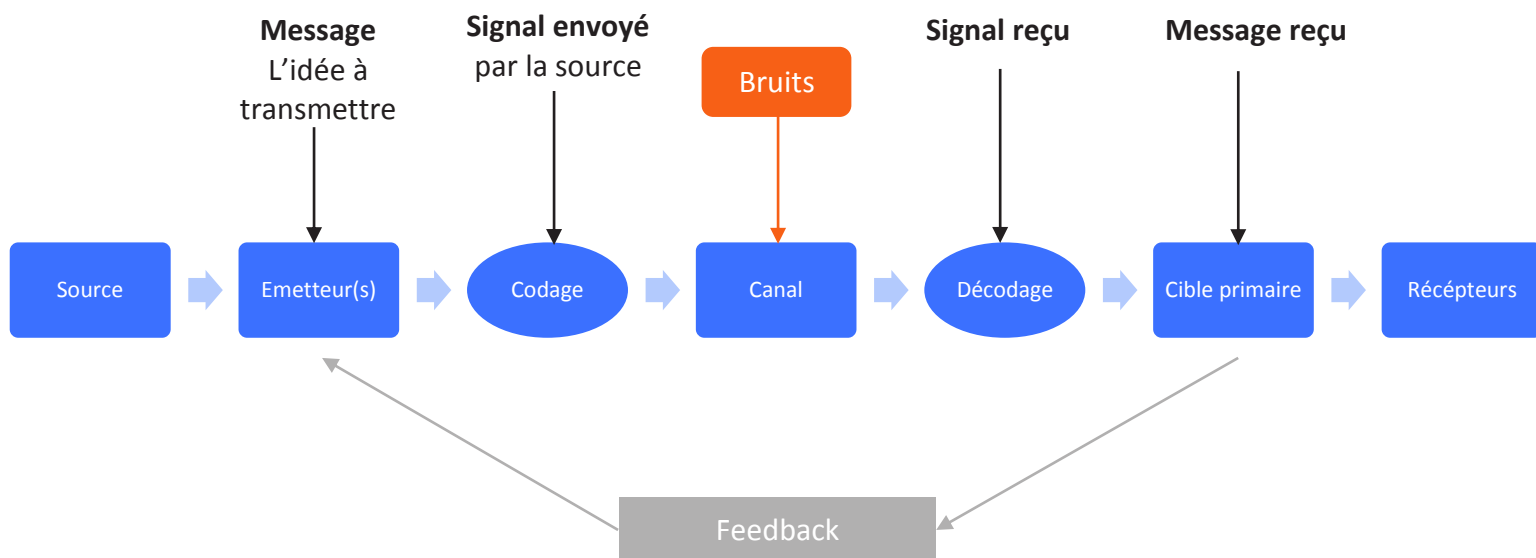 Message
L'idée à
transmettre
Signal envoyé
par la source
Bruits
Signal reçu
Message reçu
Source
Emetteur(s)
Codage
Canal
Décodage
Cible primaire
Récépteurs
Feedback